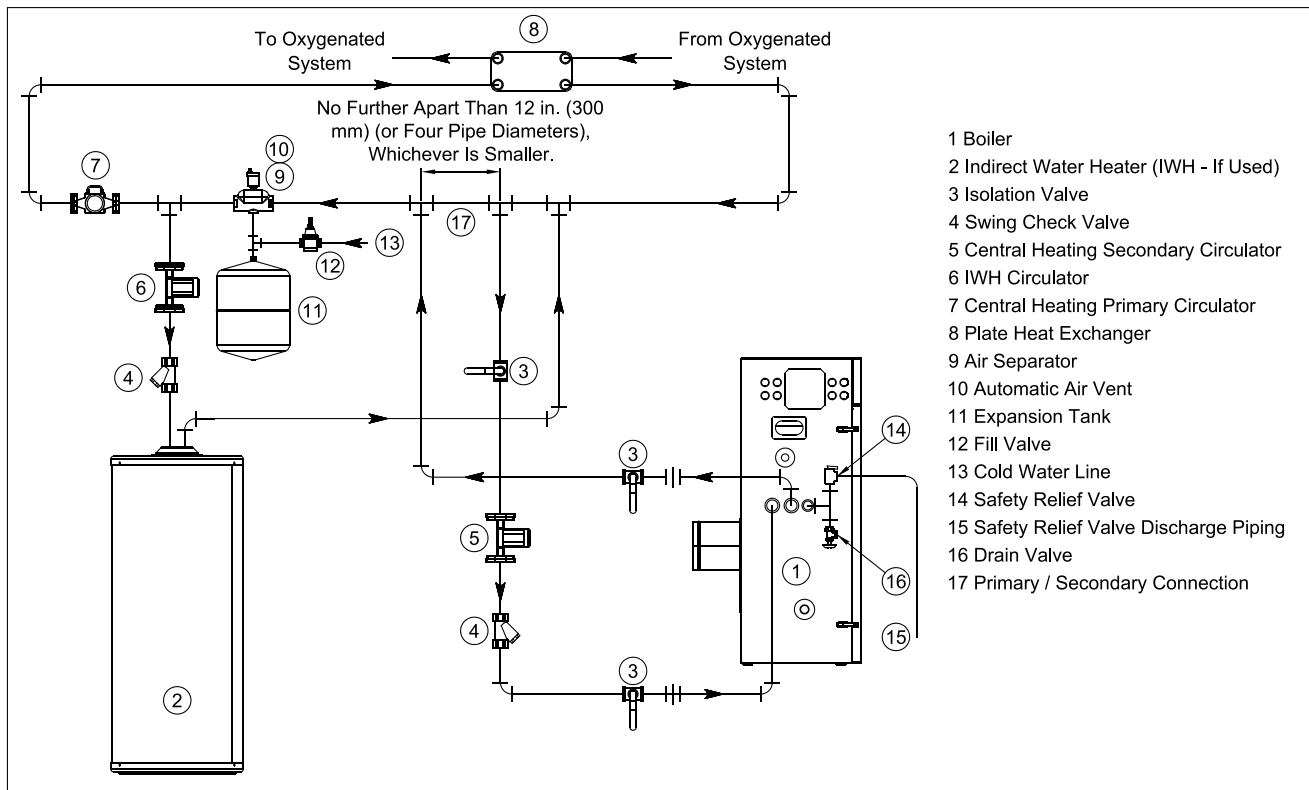 To Oxygenated
System
8
From Oxygenated
System
No Further Apart Than 12 in. (300
mm) (or Four Pipe Diameters),
Whichever Is Smaller.
7
10
9
17
13
12
6
11
4
3
3
14
5
1
16
4
15
3
2
1 Boiler
2 Indirect Water Heater (IWH - If Used)
3 Isolation Valve
4 Swing Check Valve
5 Central Heating Secondary Circulator
6 IWH Circulator
7 Central Heating Primary Circulator
8 Plate Heat Exchanger
9 Air Separator
10 Automatic Air Vent
11 Expansion Tank
12 Fill Valve
13 Cold Water Line
14 Safety Relief Valve
15 Safety Relief Valve Discharge Piping
16 Drain Valve
17 Primary / Secondary Connection